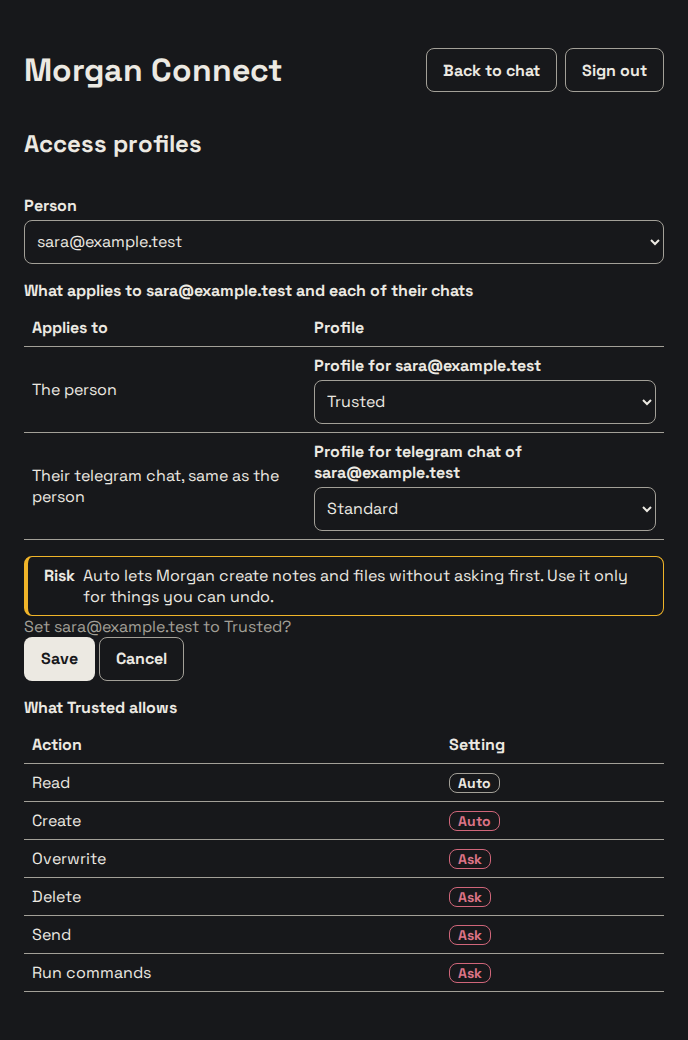 Morgan Connect
Back to chat
Sign out
Access profiles
Person
sara@example.test
What applies to sara@example.test and each of their chats
Applies to
Profile
The person
Profile for sara@example.test
Trusted
Their telegram chat, same as the
person
Profile for telegram chat of
sara@example.test
Standard
Risk Auto lets Morgan create notes and files without asking first. Use it only
for things you can undo.
Set sara@example.test to Trusted?
Save
Cancel
What Trusted allows
Action
Setting
Read
Auto
Create
Auto
Overwrite
Ask
Delete
Ask
Send
Ask
Run commands
Ask